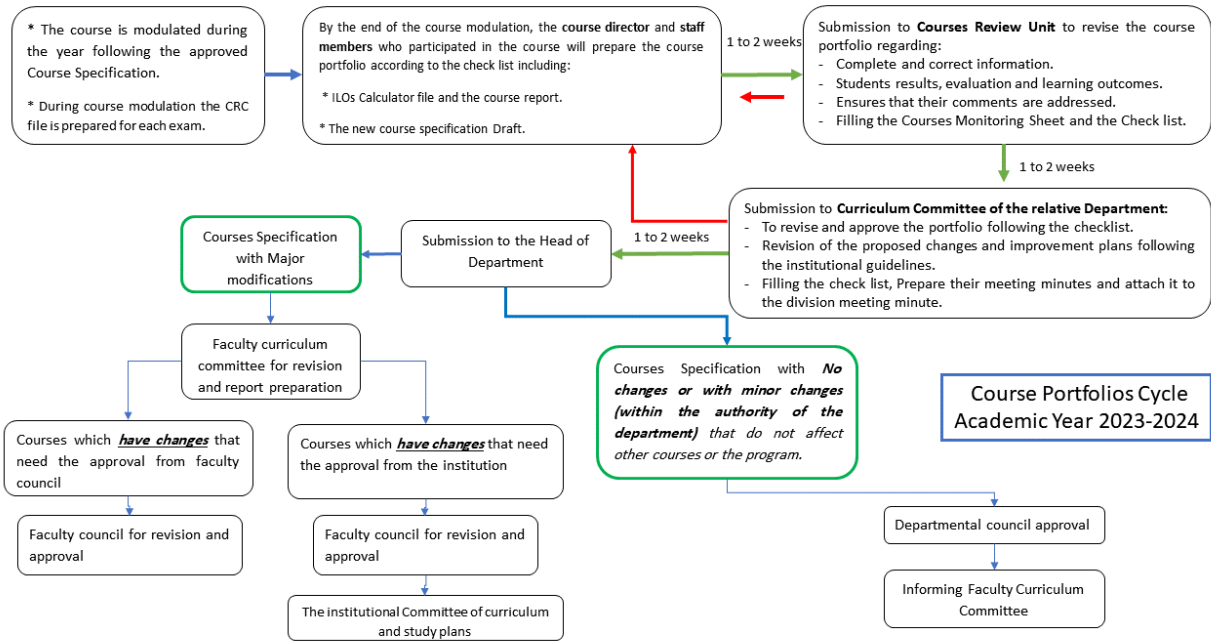 * The course is modulated during
the year following the approved
Course Specification.
* During course modulation the CRC
file is prepared for each exam.
By the end of the course modulation, the course director and staff
members who participated in the course will prepare the course
portfolio according to the check list including:
* ILOs Calculator file and the course report.
* The new course specification Draft.
1 to 2 weeks
Submission to Courses Review Unit to revise the course
portfolio regarding:
- Complete and correct information.
- Students results, evaluation and learning outcomes.
- Ensures that their comments are addressed.
- Filling the Courses Monitoring Sheet and the Check list.
1 to 2 weeks
Submission to Curriculum Committee of the relative Department:
- To revise and approve the portfolio following the checklist.
- Revision of the proposed changes and improvement plans following
the institutional guidelines.
- Filling the check list, Prepare their meeting minutes and attach it to
the division meeting minute.
1 to 2 weeks
Submission to the Head of
Department
Courses Specification
with Major
modifications
Faculty curriculum
committee for revision
and report preparation
Courses which have changes that
need the approval from faculty
council
Faculty council for revision and
approval
Courses which have changes that need
the approval from the institution
Faculty council for revision and
approval
The institutional Committee of curriculum
and study plans
Courses Specification with No
changes or with minor changes
(within the authority of the
department) that do not affect
other courses or the program.
Departmental council approval
Informing Faculty Curriculum
Committee
Course Portfolios Cycle
Academic Year 2023-2024